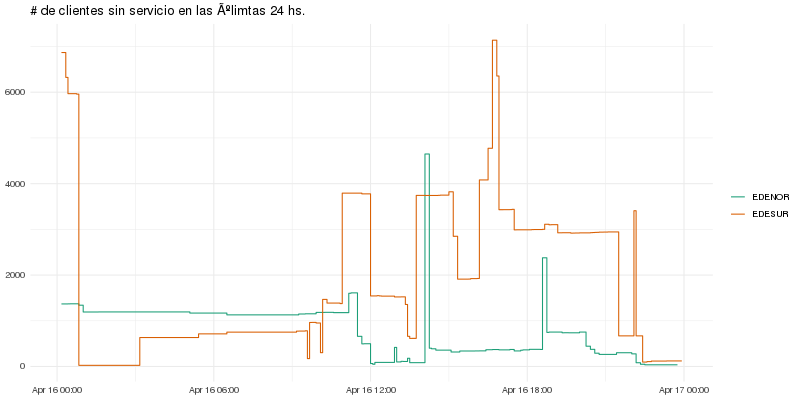 # de clientes sin servicio en las Ãºlimtas 24 hs.
6000
4000
2000
0
Apr 16 00:00
Apr 16 06:00
Apr 16 12:00
Apr 16 18:00
Apr 17 00:00
EDENOR
EDESUR